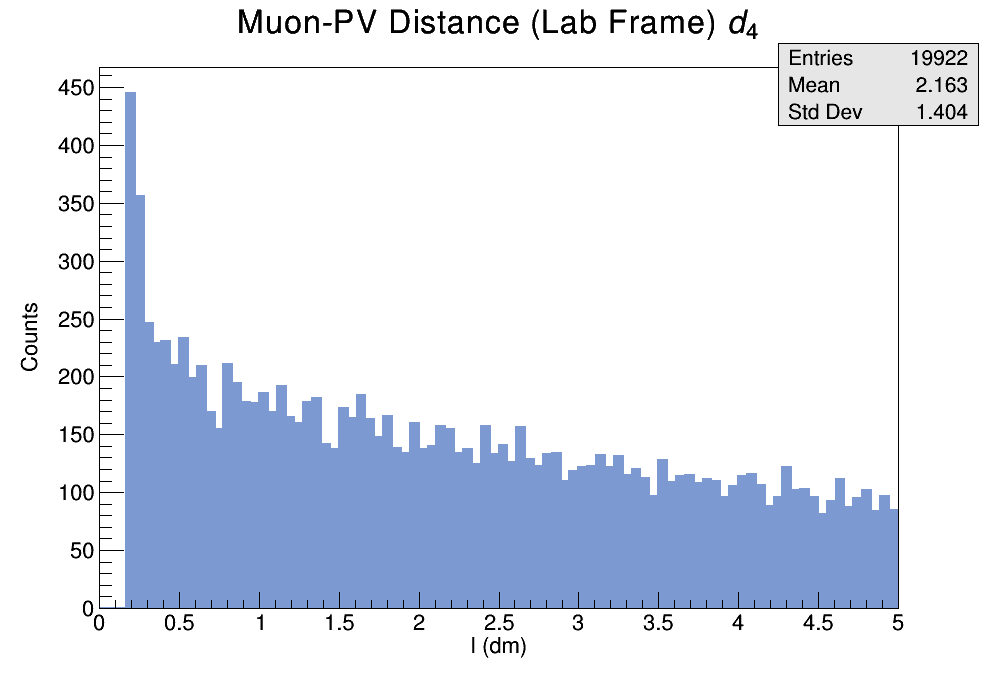 Muon-PV Distance (Lab Frame) d4
Entries 19922
Mean 2.163
Std Dev 1.404
450
400
350
300
250
200
150
100
50
0
Counts
0 0.5 1 1.5 2 2.5 3 3.5 4 4.5 5
l (dm)